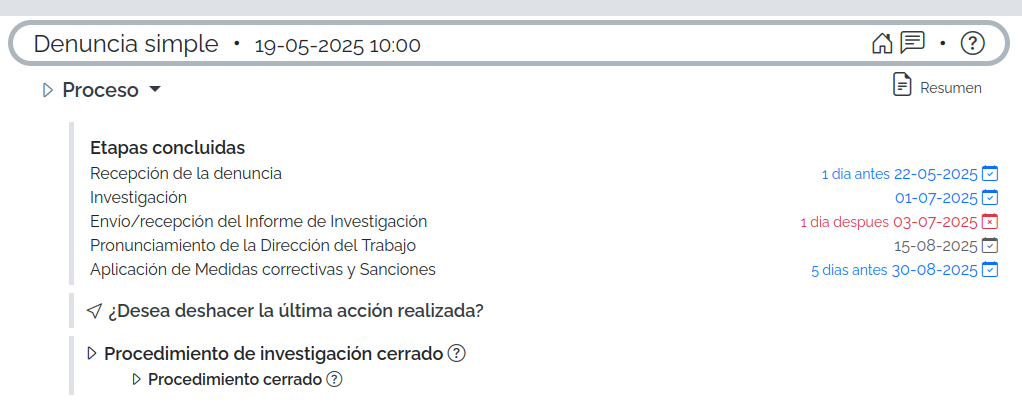 Denuncia simple • 19-05-2025 10:00 • ?
Proceso Resumen
Etapas concluidas
Recepción de la denuncia 1 dia antes 22-05-2025
Investigación 01-07-2025
Envío/recepción del Informe de Investigación 1 dia despues 03-07-2025
Pronunciamiento de la Dirección del Trabajo 15-08-2025
Aplicación de Medidas correctivas y Sanciones 5 dias antes 30-08-2025
¿Desea deshacer la última acción realizada?
Procedimiento de investigación cerrado ?
Procedimiento cerrado ?